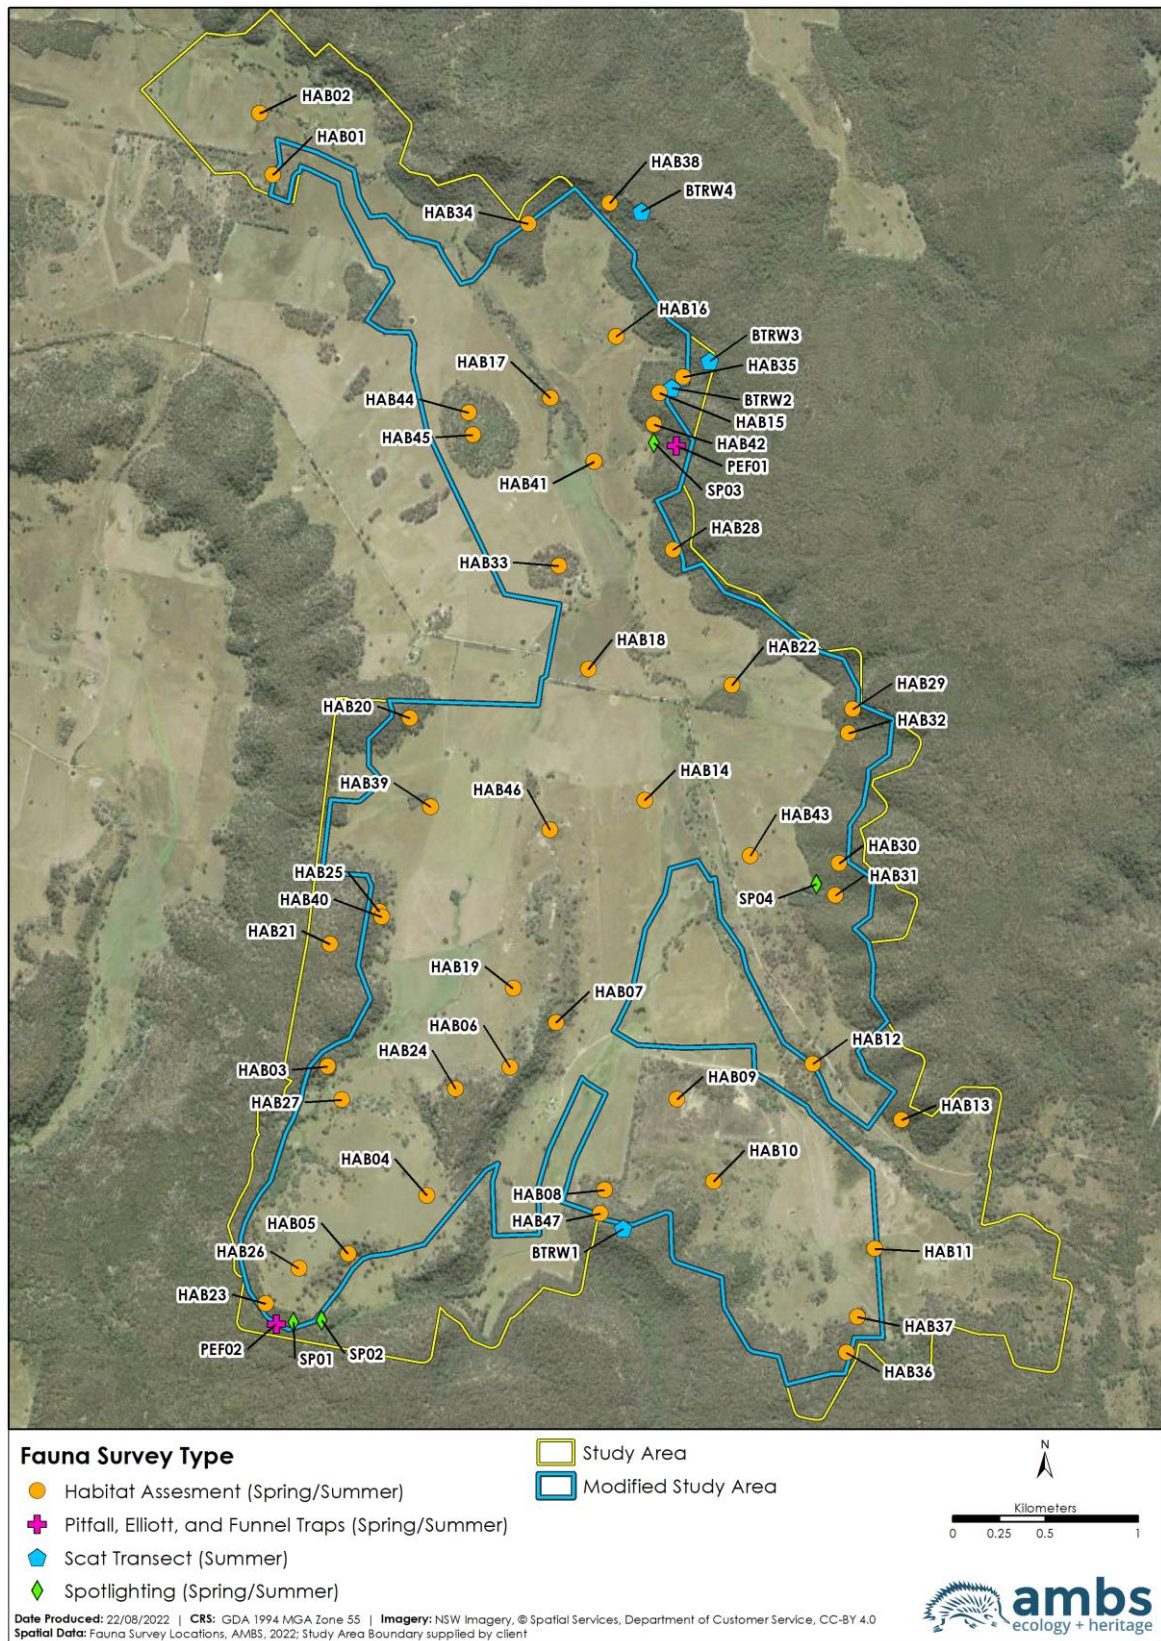 HAB02
HAB01
HAB38
BTRW4
HAB34
HAB16
BTRW3
HAB17
HAB35
HAB44
BTRW2
HAB15
HAB45
HAB42
PEF01
HAB41
SP03
HAB28
HAB33
HAB18
HAB22
HAB29
HAB20
HAB32
HAB14
HAB39
HAB46
HAB43
HAB30
HAB25
HAB31
SP04
HAB40
HAB21
HAB19
HAB07
HAB06
HAB12
HAB03
HAB24
HAB27
HAB09
HAB13
HAB04
HAB10
HAB08
HAB47
HAB05
BTRW1
HAB11
HAB26
HAB23
HAB37
PEF02
SP01
SP02
HAB36
Fauna Survey Type
Habitat Assesment (Spring/Summer)
Pitfall, Elliott, and Funnel Traps (Spring/Summer)
Scat Transect (Summer)
Spotlighting (Spring/Summer)
Study Area
Modified Study Area
N
Kilometers
0 0.25 0.5 1
Date Produced: 22/08/2022 | CRS: GDA 1994 MGA Zone 55 | Imagery: NSW Imagery, © Spatial Services, Department of Customer Service, CC-BY 4.0
Spatial Data: Fauna Survey Locations, AMBS, 2022; Study Area Boundary supplied by client
ambs
ecology + heritage